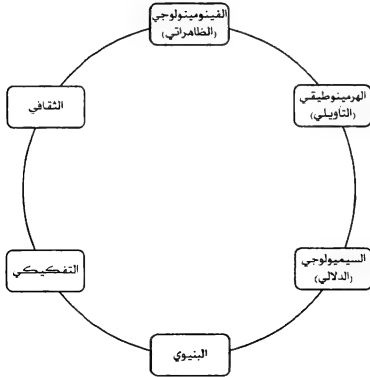 الفينومينولوجي
(الظاهراتي)
الهرمينوطيقي
(التأويلي)
السيميولوجي
(الدلالي)
البنيوي
التفكيكي
الثقافي